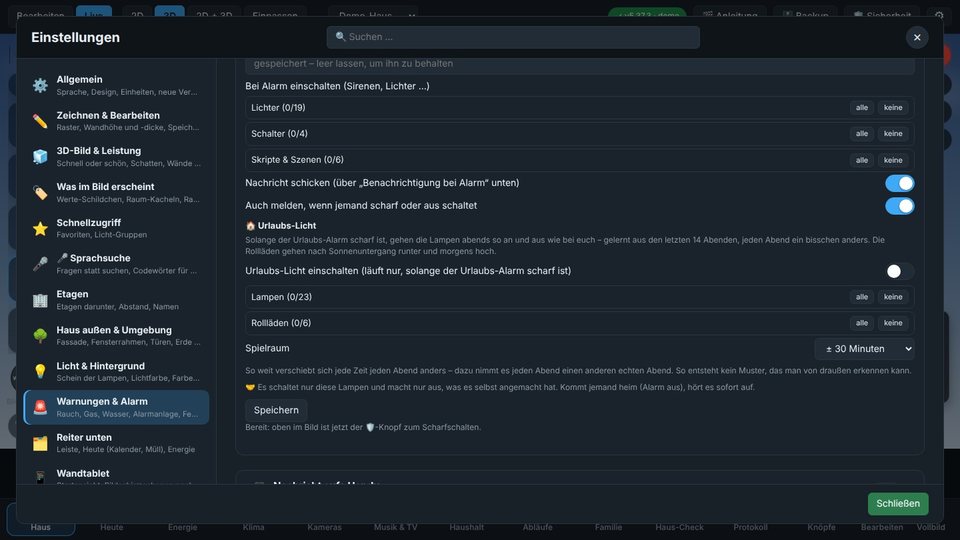 Bearbeiten Live 2D 3D 2D + 3D Einpassen Demo-Haus Anleitung Backup Sicherheit
Einstellungen
🔍 Suchen ...
✕
Allgemein
Sprache, Design, Einheiten, neue Ver...
Zeichnen & Bearbeiten
Raster, Wandhöhe und -dicke, Speich...
3D-Bild & Leistung
Schnell oder schön, Schatten, Wände ...
Was im Bild erscheint
Werte-Schildchen, Raum-Kacheln, Ra...
Schnellzugriff
Favoriten, Licht-Gruppen
🎤 Sprachsuche
Fragen statt suchen, Codewörter für ...
Etagen
Etagen darunter, Abstand, Namen
Haus außen & Umgebung
Fassade, Fensterrahmen, Türen, Erde ...
Licht & Hintergrund
Schein der Lampen, Lichtfarbe, Farbe...
Warnungen & Alarm
Rauch, Gas, Wasser, Alarmanlage, Fe...
Reiter unten
Leiste, Heute (Kalender, Müll), Energie
Wandtablet
gespeichert – leer lassen, um ihn zu behalten
Bei Alarm einschalten (Sirenen, Lichter ...)
Lichter (0/19) alle keine
Schalter (0/4) alle keine
Skripte & Szenen (0/6) alle keine
Nachricht schicken (über „Benachrichtigung bei Alarm“ unten)
Auch melden, wenn jemand scharf oder aus schaltet
🏠 Urlaubs-Licht
Solange der Urlaubs-Alarm scharf ist, gehen die Lampen abends so an und aus wie bei euch – gelernt aus den letzten 14 Abenden, jeden Abend ein bisschen anders. Die
Rollläden gehen nach Sonnenuntergang runter und morgens hoch.
Urlaubs-Licht einschalten (läuft nur, solange der Urlaubs-Alarm scharf ist)
Lampen (0/23) alle keine
Rollläden (0/6) alle keine
Spielraum ± 30 Minuten
So weit verschiebt sich jede Zeit jeden Abend anders – dazu nimmt es jeden Abend einen anderen echten Abend. So entsteht kein Muster, das man von draußen erkennen kann.
🤝 Es schaltet nur diese Lampen und macht nur aus, was es selbst angemacht hat. Kommt jemand heim (Alarm aus), hört es sofort auf.
Speichern
Bereit: oben im Bild ist jetzt der 🛡️-Knopf zum Scharfschalten.
Schließen
Haus Heute Energie Klima Kameras Musik & TV Haushalt Abläufe Familie Haus-Check Protokoll Knöpfe Bearbeiten Vollbild